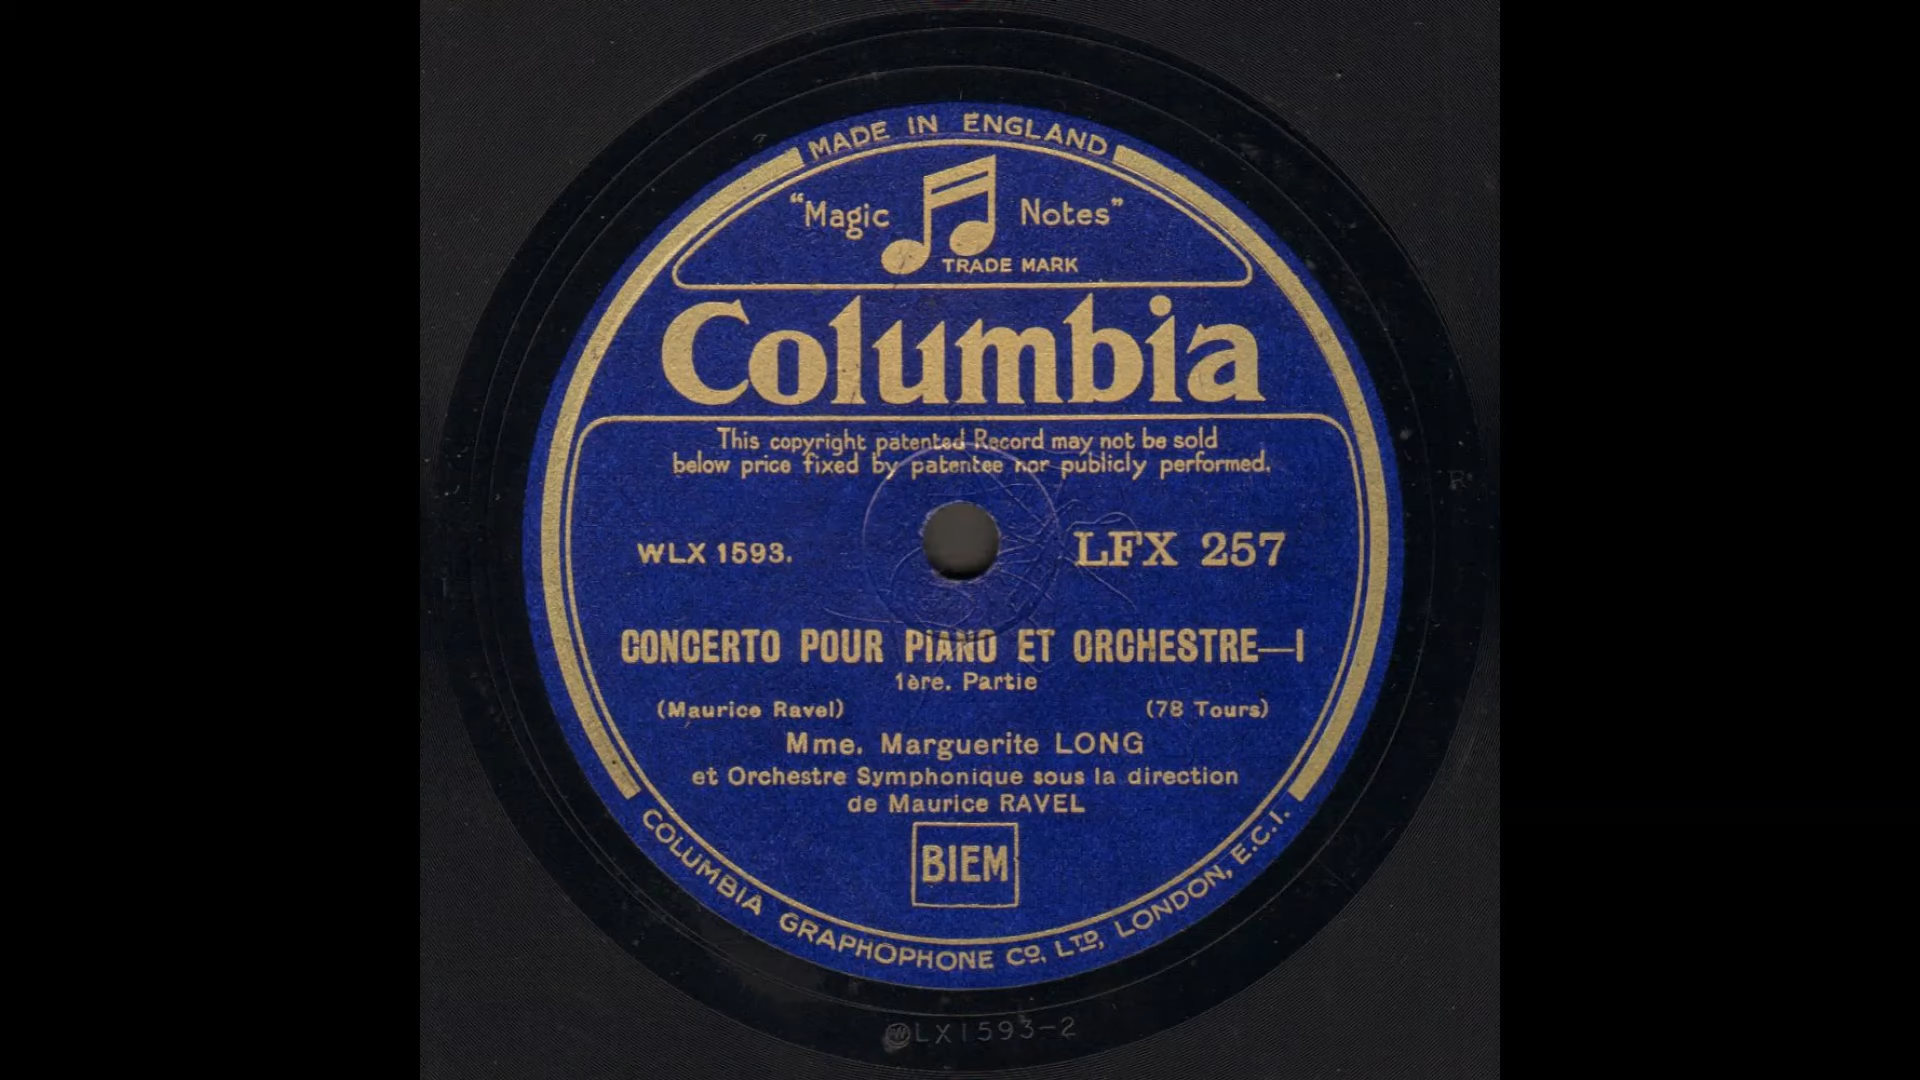 MADE IN ENGLAND
“Magic Notes”
TRADE MARK
Columbia
This copyright patented Record may not be sold
below price fixed by patentee nor publicly performed.
WLX 1593. LFX 257
CONCERTO POUR PIANO ET ORCHESTRE—I
1ère. Partie
(Maurice Ravel) (78 Tours)
Mme. Marguerite LONG
et Orchestre Symphonique sous la direction
de Maurice RAVEL
BIEM
COLUMBIA GRAPHOPHONE CO, LTD, LONDON, E.C.I.
LX1593-2